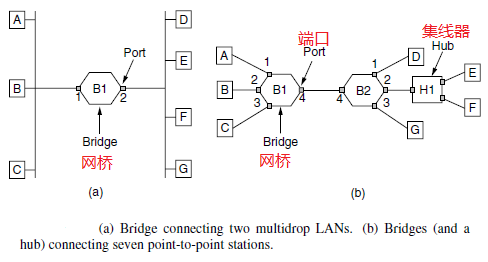 A
B
C
1
B1
2
Port
Bridge
网桥
D
E
F
G
(a)
A
B
C
1
2
3
B1
4
端口
Port
Bridge
网桥
4
B2
1
2
3
D
G
集线器
Hub
H1
E
F
(b)
(a) Bridge connecting two multidrop LANs. (b) Bridges (and a
hub) connecting seven point-to-point stations.